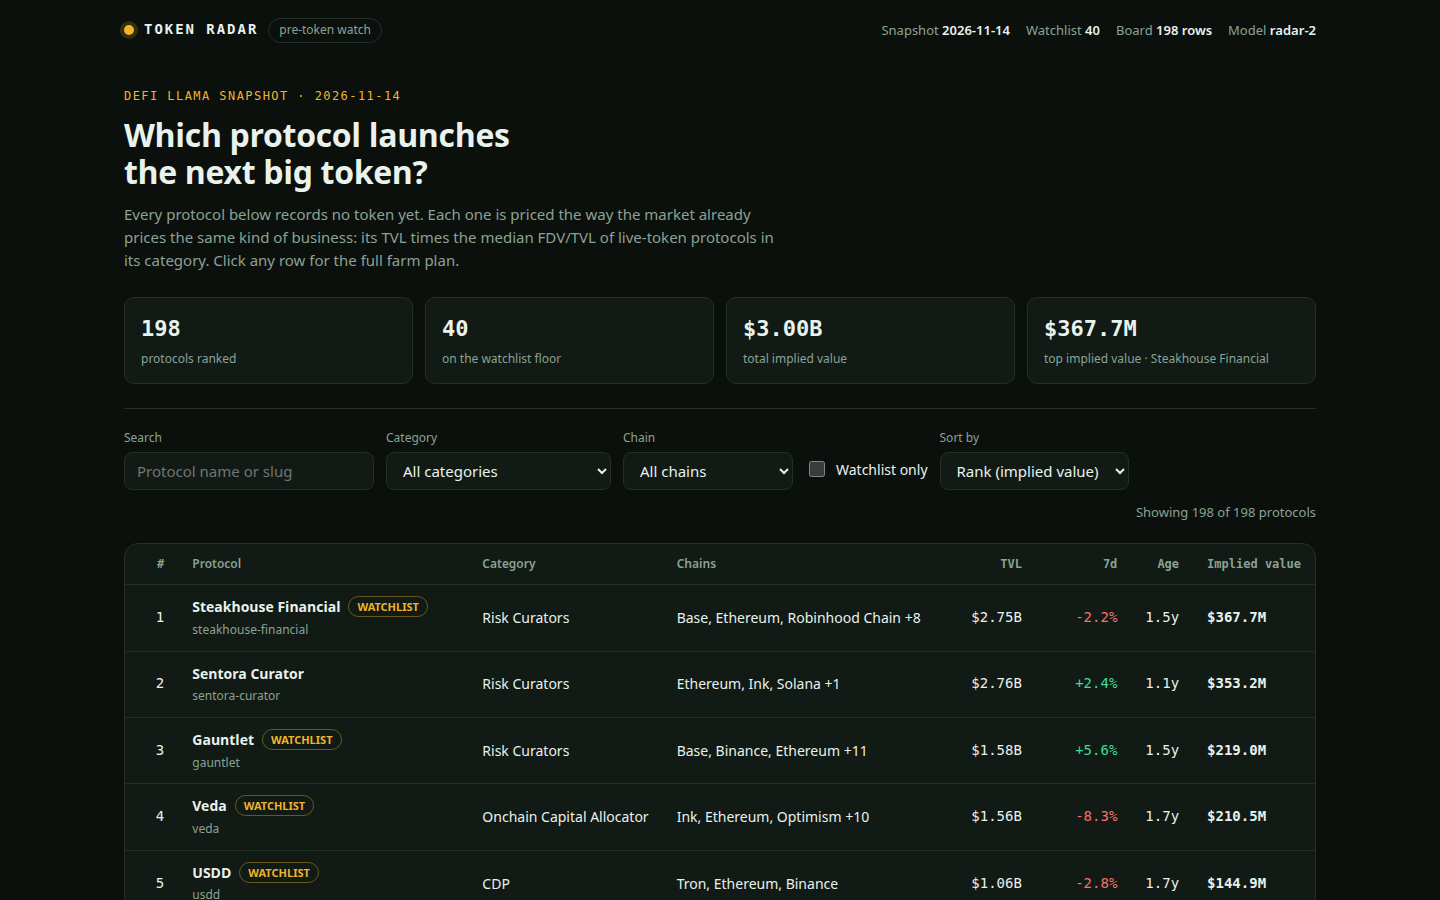 TOKEN RADAR pre-token watch Snapshot 2026-11-14 Watchlist 40 Board 198 rows Model radar-2
DEFI LLAMA SNAPSHOT · 2026-11-14
Which protocol launches
the next big token?
Every protocol below records no token yet. Each one is priced the way the market already
prices the same kind of business: its TVL times the median FDV/TVL of live-token protocols in
its category. Click any row for the full farm plan.
198
protocols ranked
40
on the watchlist floor
$3.00B
total implied value
$367.7M
top implied value · Steakhouse Financial
Search
Protocol name or slug
Category
All categories
Chain
All chains
Watchlist only
Sort by
Rank (implied value)
Showing 198 of 198 protocols
# Protocol Category Chains TVL 7d Age Implied value
1 Steakhouse Financial WATCHLIST Risk Curators Base, Ethereum, Robinhood Chain +8 $2.75B -2.2% 1.5y $367.7M
steakhouse-financial
2 Sentora Curator Risk Curators Ethereum, Ink, Solana +1 $2.76B +2.4% 1.1y $353.2M
sentora-curator
3 Gauntlet WATCHLIST Risk Curators Base, Binance, Ethereum +11 $1.58B +5.6% 1.5y $219.0M
gauntlet
4 Veda WATCHLIST Onchain Capital Allocator Ink, Ethereum, Optimism +10 $1.56B -8.3% 1.7y $210.5M
veda
5 USDD WATCHLIST CDP Tron, Ethereum, Binance $1.06B -2.8% 1.7y $144.9M
usdd